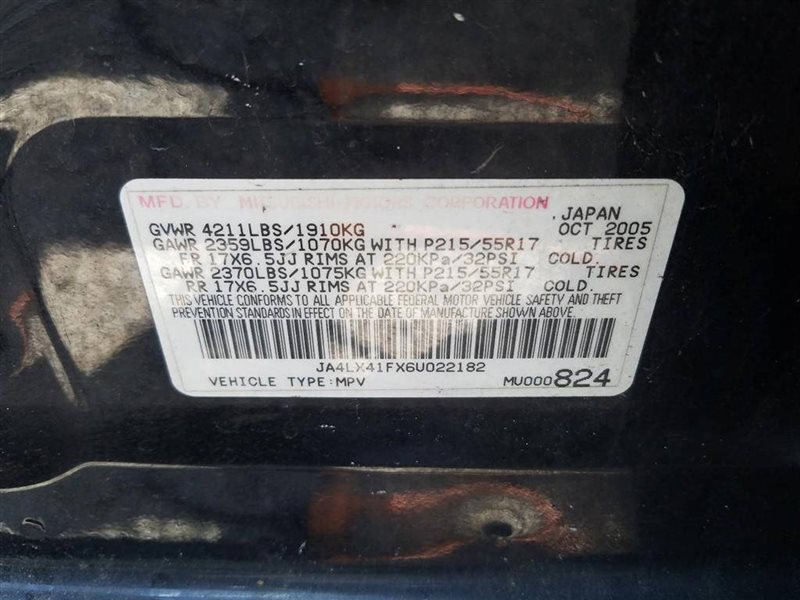 MFD. BY MITSUBISHI MOTORS CORPORATION JAPAN
GVWR 4211LBS/1910KG OCT 2005
GAWR 2359LBS/1070KG WITH P215/55R17 TIRES
FR 17X6.5JJ RIMS AT 220KPa/32PSI COLD.
GAWR 2370LBS/1075KG WITH P215/55R17 TIRES
RR 17X6.5JJ RIMS AT 220KPa/32PSI COLD.
THIS VEHICLE CONFORMS TO ALL APPLICABLE FEDERAL MOTOR VEHICLE SAFETY AND THEFT
PREVENTION STANDARDS IN EFFECT ON THE DATE OF MANUFACTURE SHOWN ABOVE.
JA4LX41FX6U022182
VEHICLE TYPE:MPV MU000824